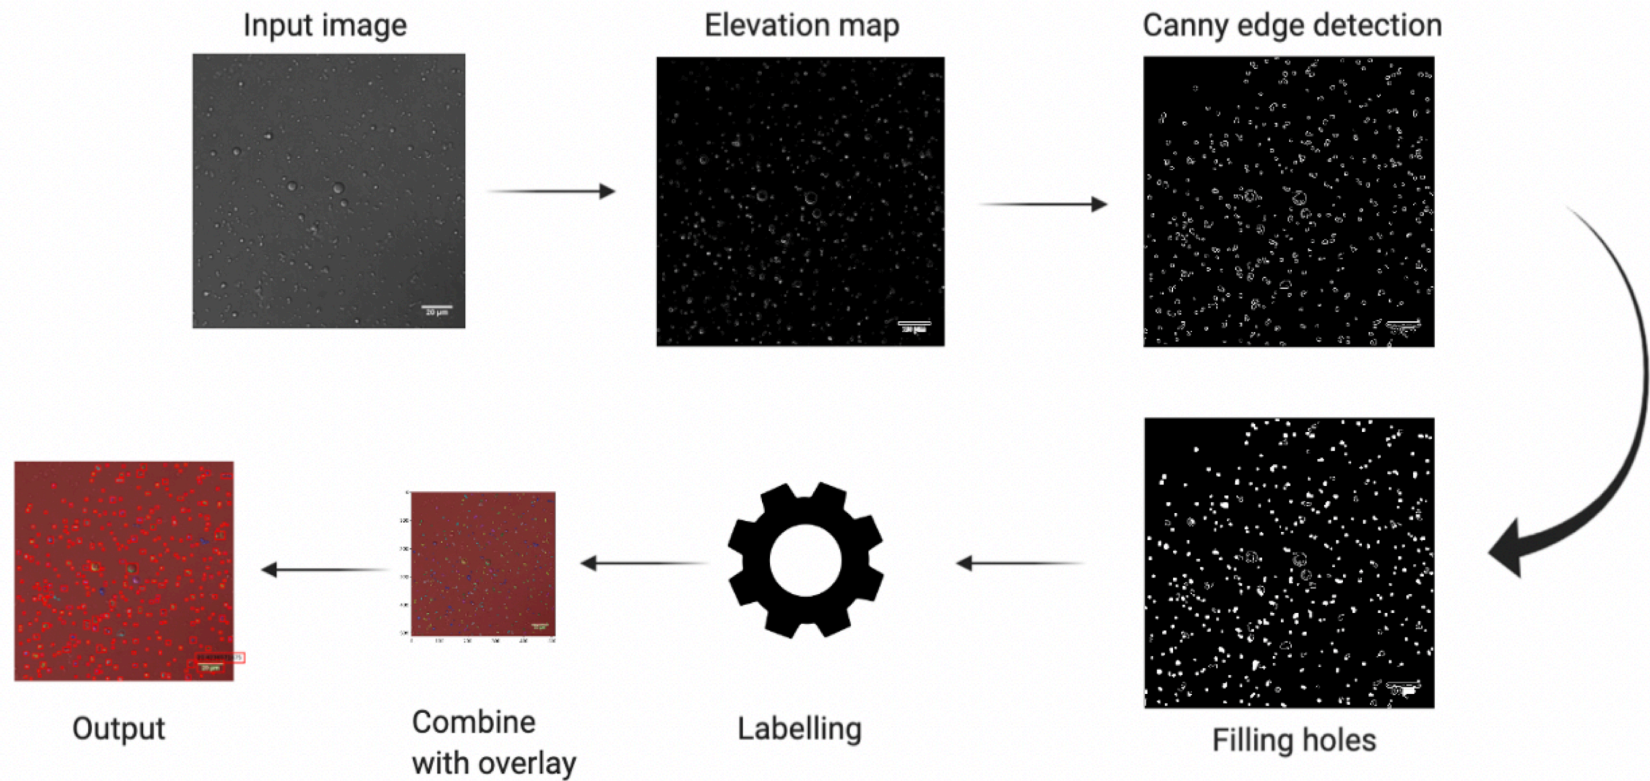 Input image
Elevation map
Canny edge detection
20 µm
Output
Combine
with overlay
Labelling
Filling holes
20 µm